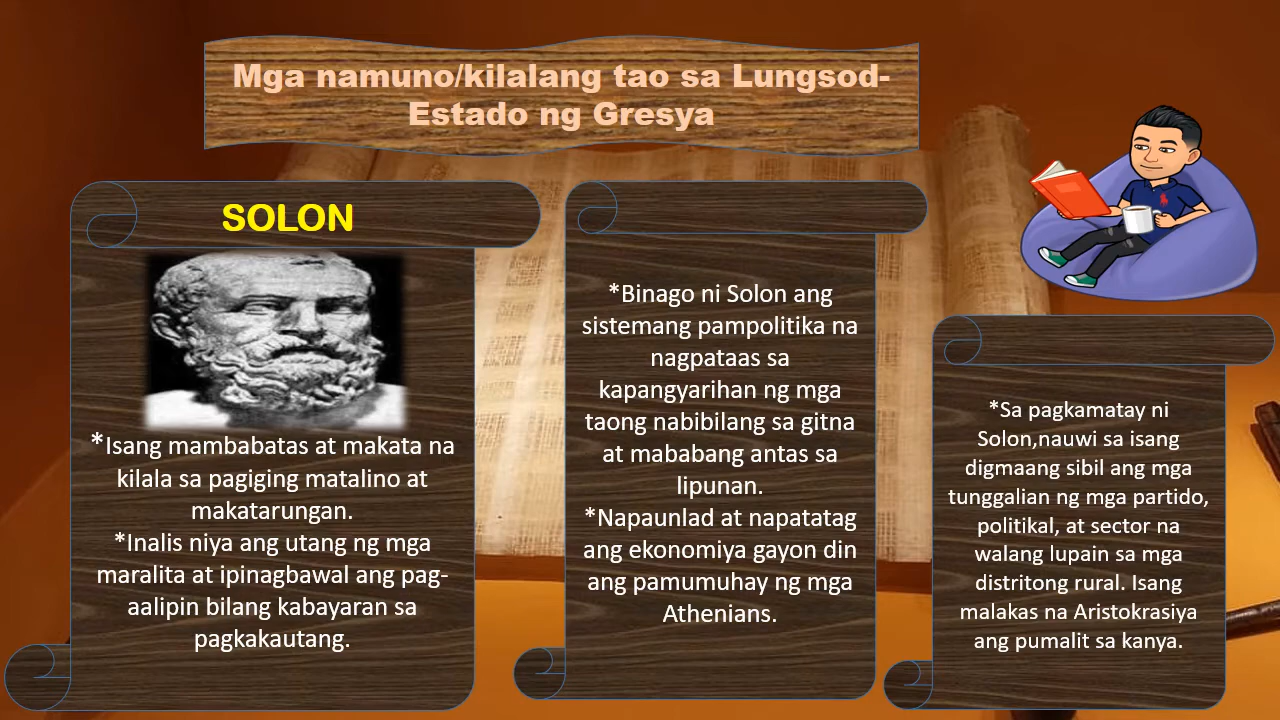 Mga namuno/kilalang tao sa Lungsod-
Estado ng Gresya
SOLON
*Isang mambabatas at makata na
kilala sa pagiging matalino at
makatarungan.
*Inalis niya ang utang ng mga
maralita at ipinagbawal ang pag-
aalipin bilang kabayaran sa
pagkakautang.
*Binago ni Solon ang
sistemang pampolitika na
nagpataas sa
kapangyarihan ng mga
taong nabibilang sa gitna
at mababang antas sa
lipunan.
*Napaunlad at napatatag
ang ekonomiya gayon din
ang pamumuhay ng mga
Athenians.
*Sa pagkamatay ni
Solon,nauwi sa isang
digmaang sibil ang mga
tunggalian ng mga partido,
politikal, at sector na
walang lupain sa mga
distritong rural. Isang
malakas na Aristokrasiya
ang pumalit sa kanya.